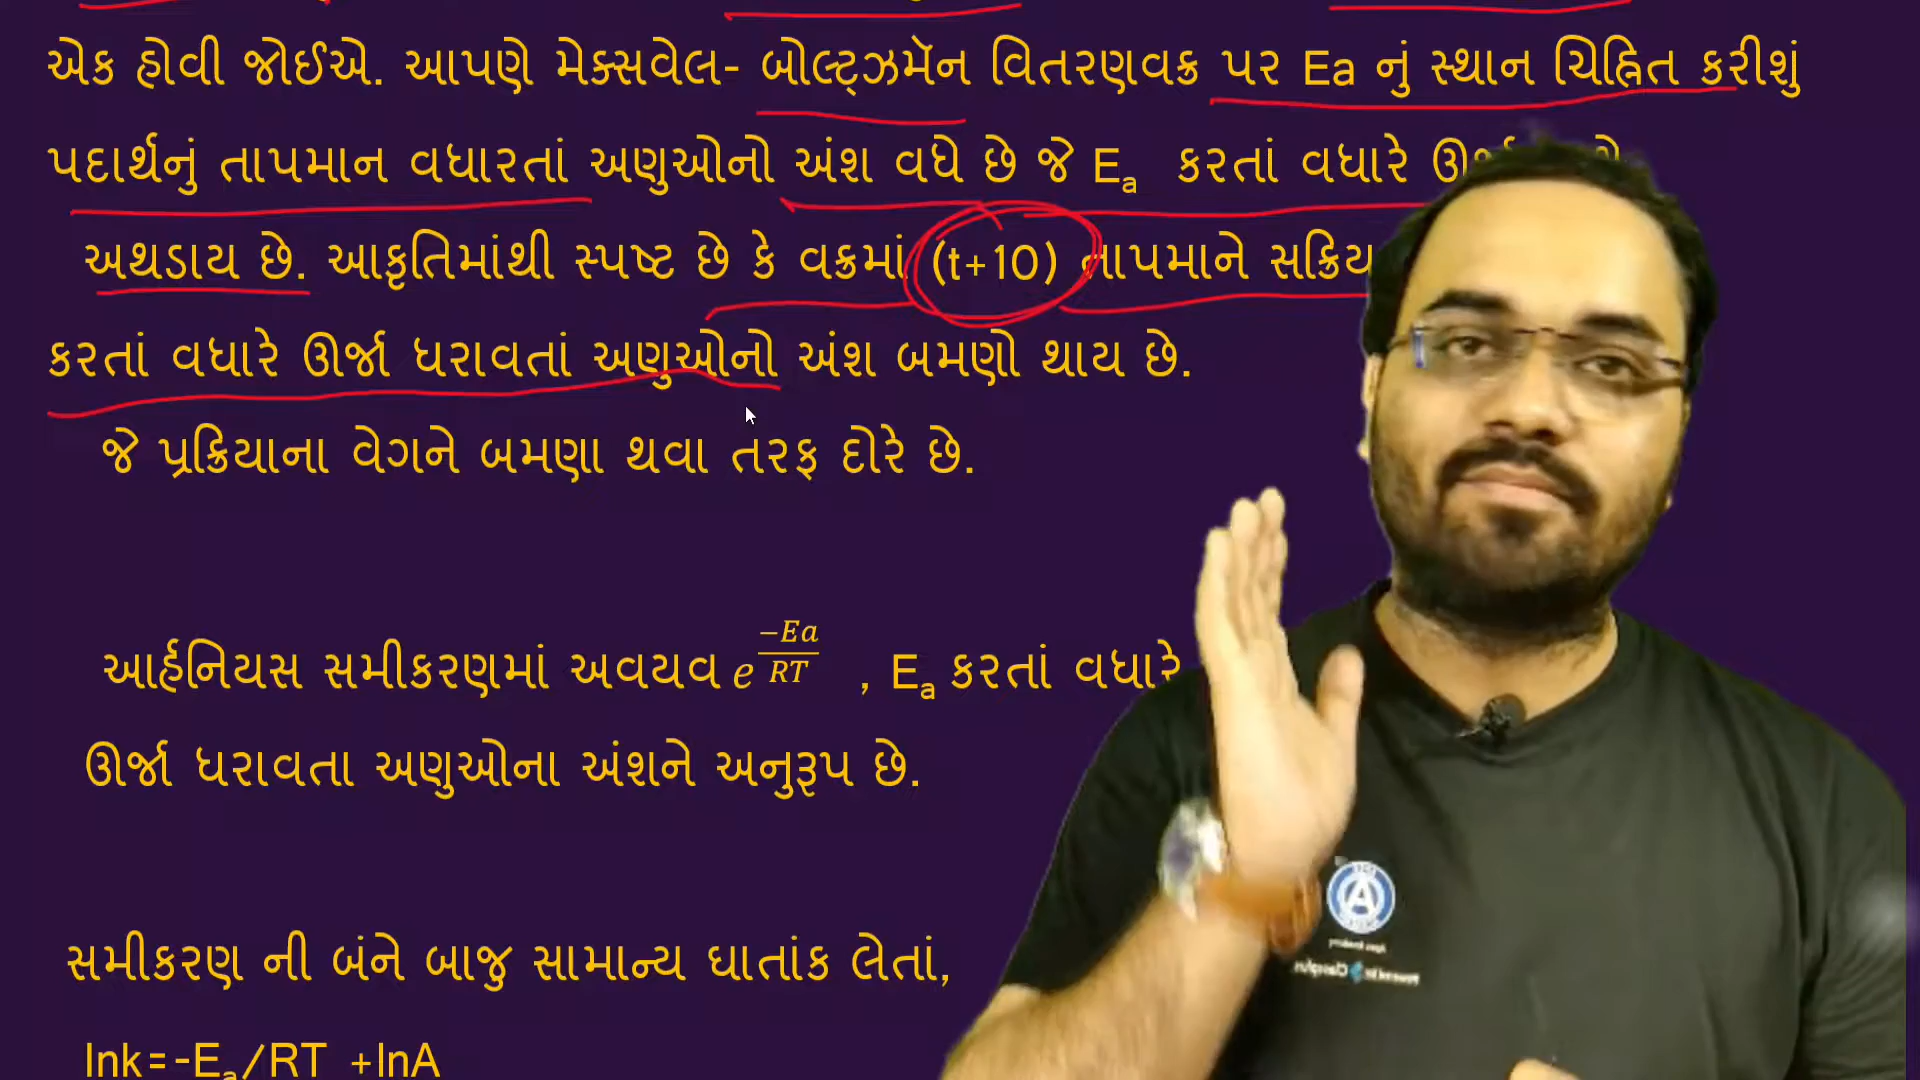 એક હોવી જોઈએ. આપણે મેક્સવેલ- બોલ્ટ્ઝમૅન વિતરણવક્ર પર Ea નું સ્થાન ચિહ્નિત કરીશું
પદાર્થનું તાપમાન વધારતાં અણુઓનો અંશ વધે છે જે Eₐ કરતાં વધારે
અથડાય છે. આકૃતિમાંથી સ્પષ્ટ છે કે વક્રમાં (t+10) તાપમાને
કરતાં વધારે ઊર્જા ધરાવતાં અણુઓનો અંશ બમણો થાય છે.
જે પ્રક્રિયાના વેગને બમણા થવા તરફ દોરે છે.
આર્હેનિયસ સમીકરણમાં અવયવ e^(-Ea/RT) , Eₐ કરતાં વધારે
ઊર્જા ધરાવતા અણુઓના અંશને અનુરૂપ છે.
સમીકરણ ની બંને બાજુ સામાન્ય ઘાતાંક લેતાં,
lnk=-Eₐ/RT +lnA